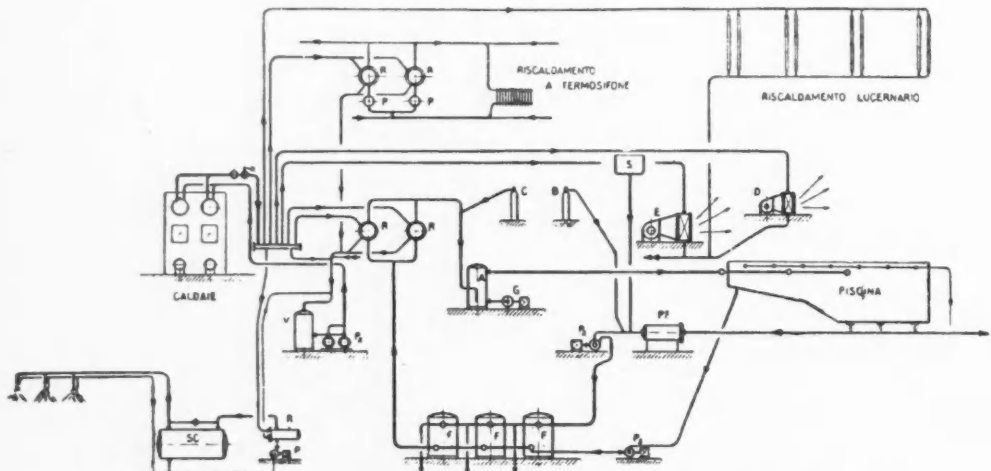 RISCALDAMENTO
A TERMOSIFONE
RISCALDAMENTO LUCERNARIO
R
R
P
P
S
C
B
E
D
R
R
A
G
CALDAIE
PISCINA
V
PF
F
F
F
SC
R
P